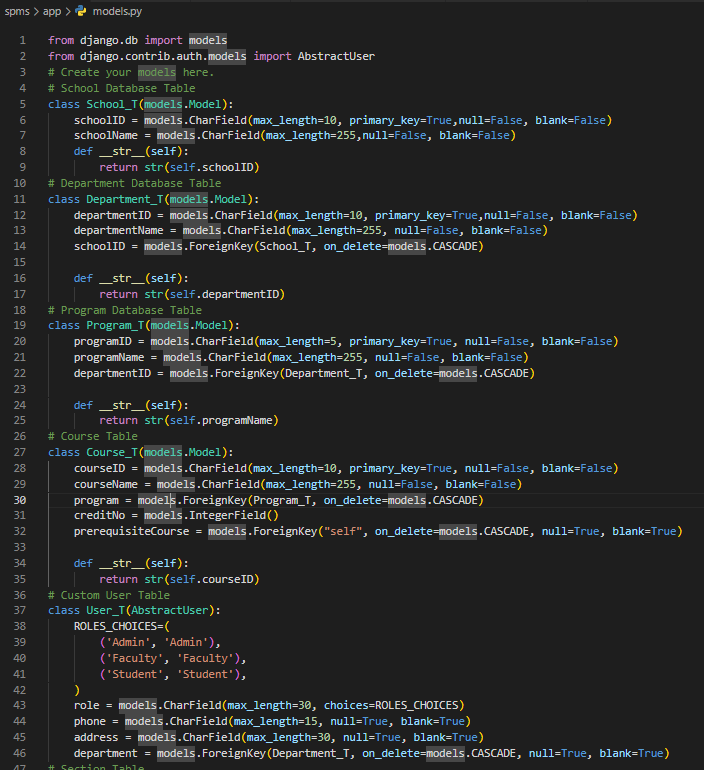 spms > app > models.py
1 from django.db import models
2 from django.contrib.auth.models import AbstractUser
3 # Create your models here.
4 # School Database Table
5 class School_T(models.Model):
6     schoolID = models.CharField(max_length=10, primary_key=True,null=False, blank=False)
7     schoolName = models.CharField(max_length=255,null=False, blank=False)
8     def __str__(self):
9         return str(self.schoolID)
10 # Department Database Table
11 class Department_T(models.Model):
12     departmentID = models.CharField(max_length=10, primary_key=True,null=False, blank=False)
13     departmentName = models.CharField(max_length=255, null=False, blank=False)
14     schoolID = models.ForeignKey(School_T, on_delete=models.CASCADE)
15
16     def __str__(self):
17         return str(self.departmentID)
18 # Program Database Table
19 class Program_T(models.Model):
20     programID = models.CharField(max_length=5, primary_key=True, null=False, blank=False)
21     programName = models.CharField(max_length=255, null=False, blank=False)
22     departmentID = models.ForeignKey(Department_T, on_delete=models.CASCADE)
23
24     def __str__(self):
25         return str(self.programName)
26 # Course Table
27 class Course_T(models.Model):
28     courseID = models.CharField(max_length=10, primary_key=True, null=False, blank=False)
29     courseName = models.CharField(max_length=255, null=False, blank=False)
30     program = models.ForeignKey(Program_T, on_delete=models.CASCADE)
31     creditNo = models.IntegerField()
32     prerequisiteCourse = models.ForeignKey("self", on_delete=models.CASCADE, null=True, blank=True)
33
34     def __str__(self):
35         return str(self.courseID)
36 # Custom User Table
37 class User_T(AbstractUser):
38     ROLES_CHOICES=(
39         ('Admin', 'Admin'),
40         ('Faculty', 'Faculty'),
41         ('Student', 'Student'),
42     )
43     role = models.CharField(max_length=30, choices=ROLES_CHOICES)
44     phone = models.CharField(max_length=15, null=True, blank=True)
45     address = models.CharField(max_length=30, null=True, blank=True)
46     department = models.ForeignKey(Department_T, on_delete=models.CASCADE, null=True, blank=True)
47 # Section Table